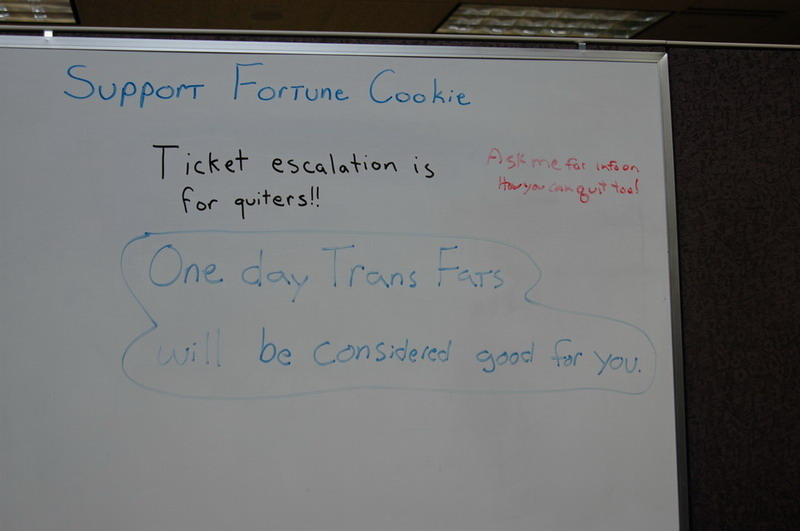 Support Fortune Cookie
Ticket escalation is
for quiters!!
Ask me for info on
How you can quit too!
One day Trans Fats
will be considered good for you.